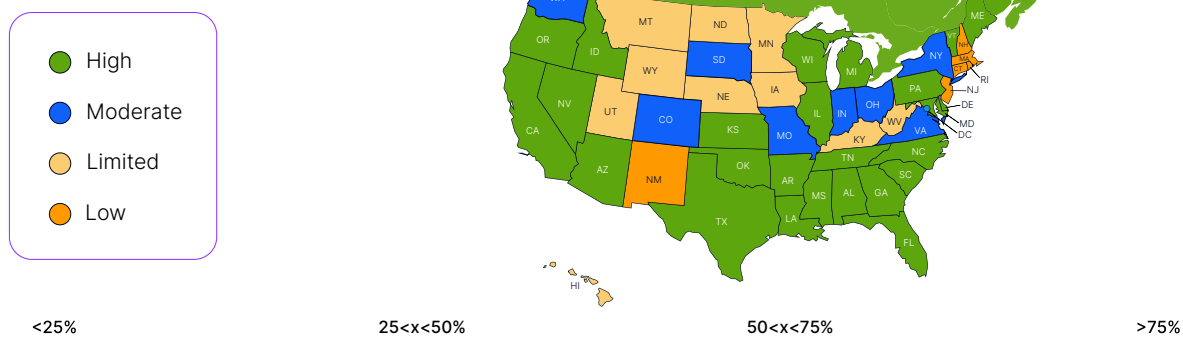 High
Moderate
Limited
Low
ME
MT
ND
MN
OR
ID
WI
MI
VT
NH
NY
MA
CT
RI
SD
WY
IA
NE
PA
NJ
NV
UT
CO
IL
IN
OH
DE
MD
DC
WV
VA
CA
KS
MO
KY
AZ
NM
OK
AR
TN
NC
SC
MS
AL
GA
TX
LA
FL
HI
<25%
25<x<50%
50<x<75%
>75%